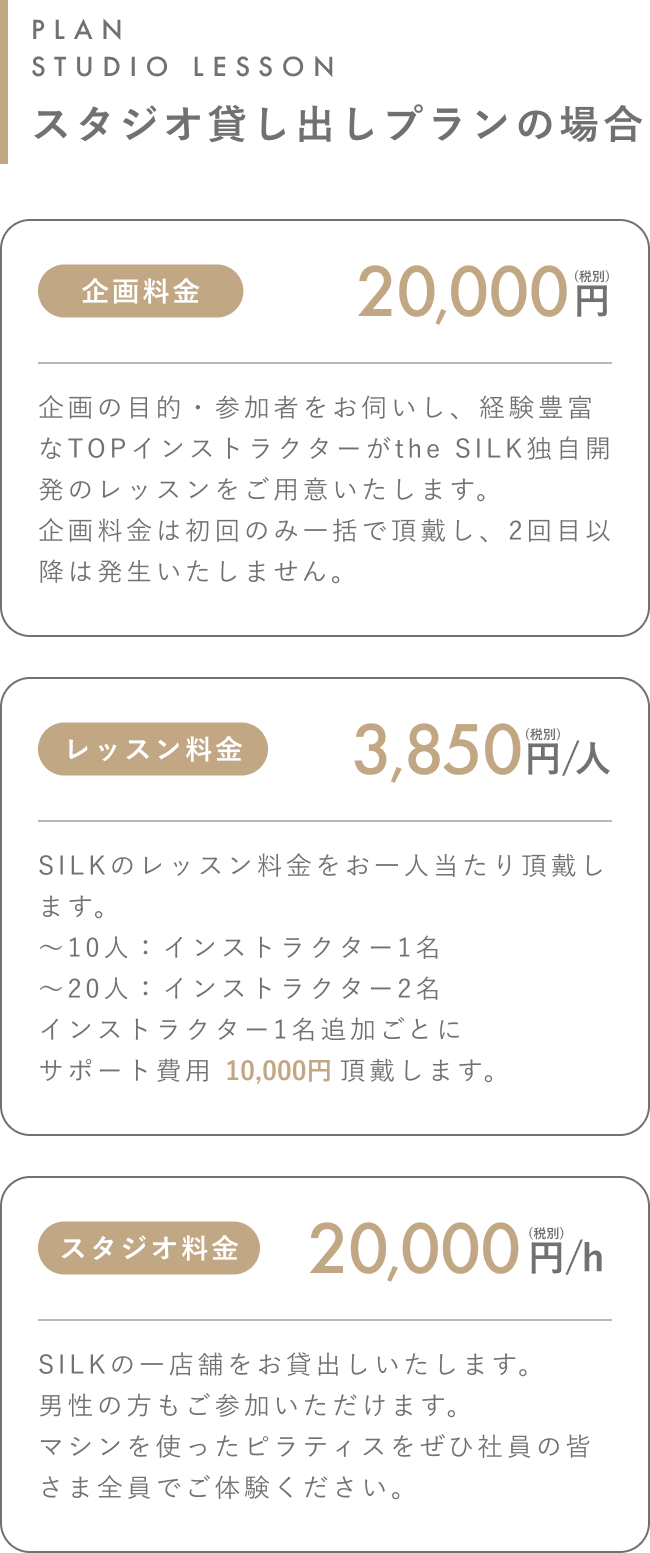 PLAN
STUDIO LESSON
スタジオ貸し出しプランの場合
企画料金
20,000円(税別)
企画の目的・参加者をお伺いし、経験豊富
なTOPインストラクターがthe SILK独自開
発のレッスンをご用意いたします。
企画料金は初回のみ一括で頂戴し、2回目以
降は発生いたしません。
レッスン料金
3,850円(税別)/人
SILKのレッスン料金をお一人当たり頂戴し
ます。
〜10人：インストラクター1名
〜20人：インストラクター2名
インストラクター1名追加ごとに
サポート費用 10,000円 頂戴します。
スタジオ料金
20,000円(税別)/h
SILKの一店舗をお貸出しいたします。
男性の方もご参加いただけます。
マシンを使ったピラティスをぜひ社員の皆
さま全員でご体験ください。